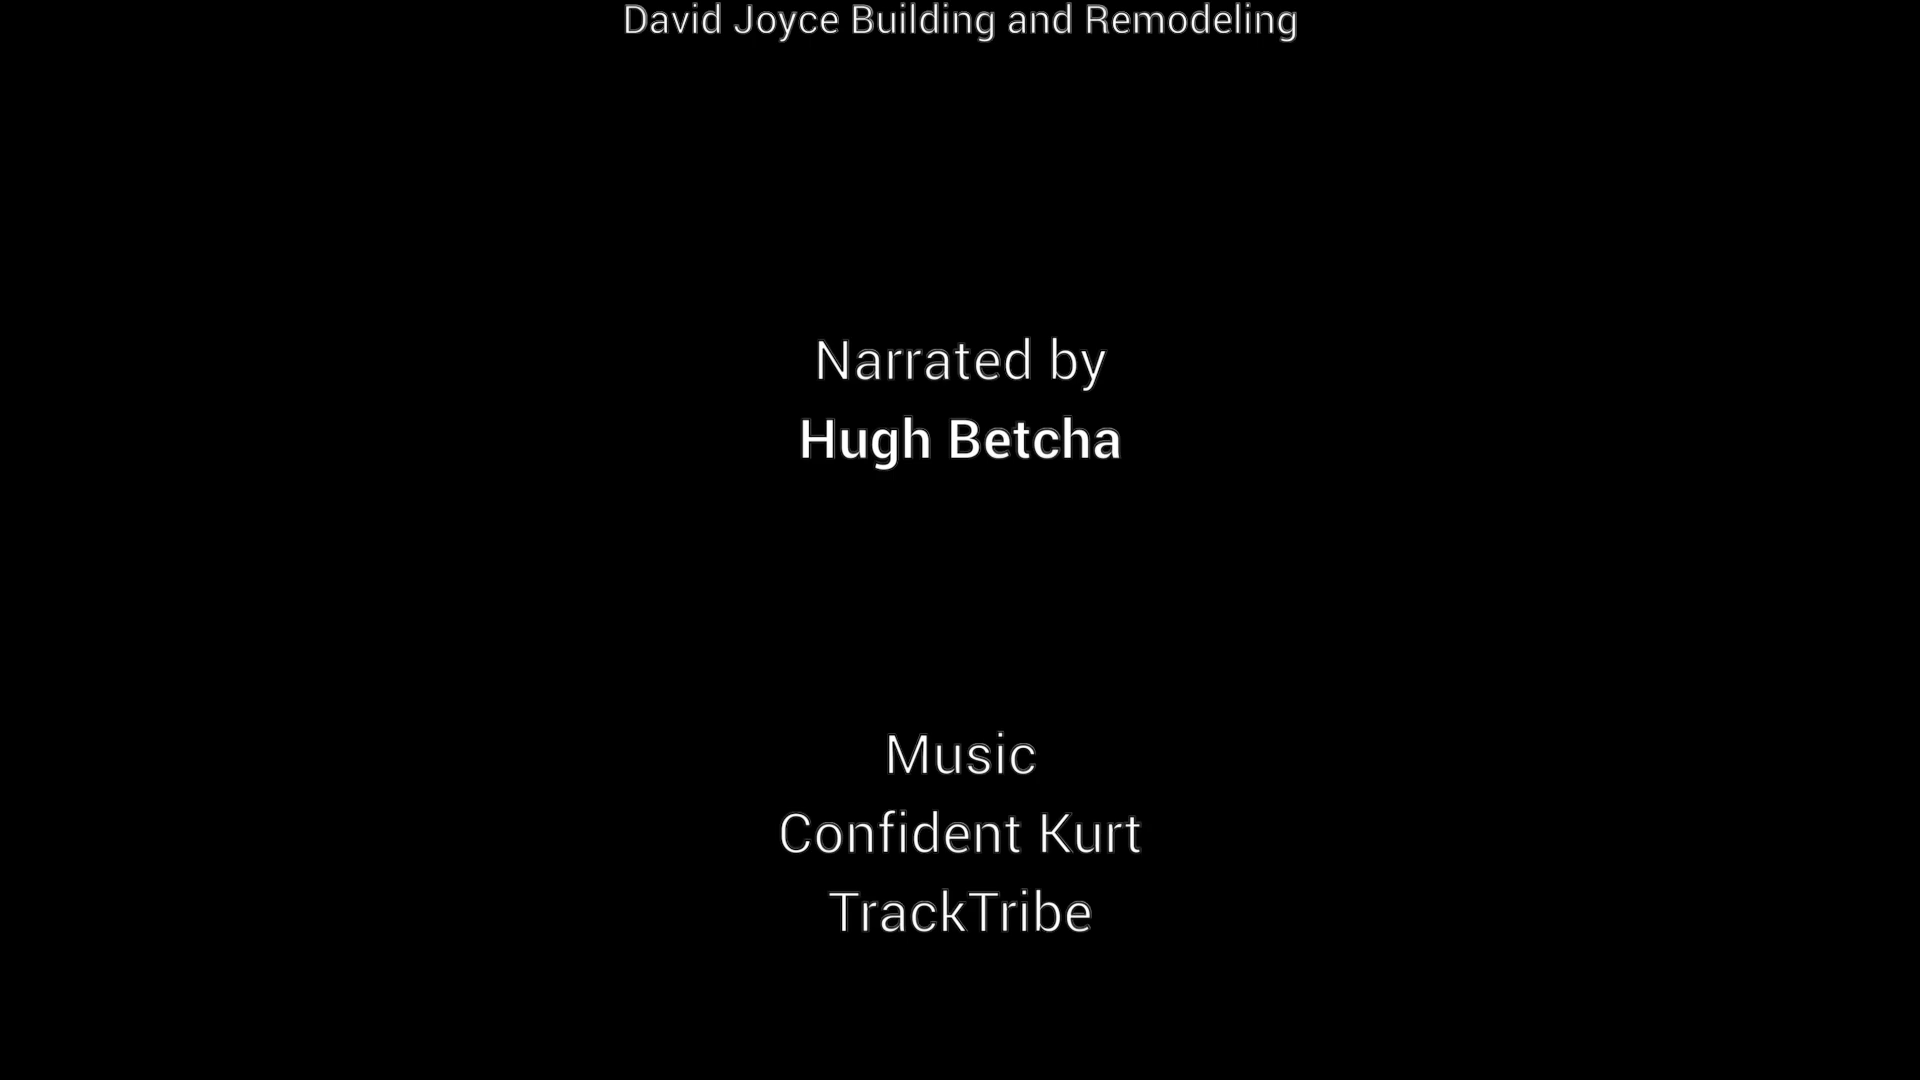 David Joyce Building and Remodeling
Narrated by
Hugh Betcha
Music
Confident Kurt
TrackTribe